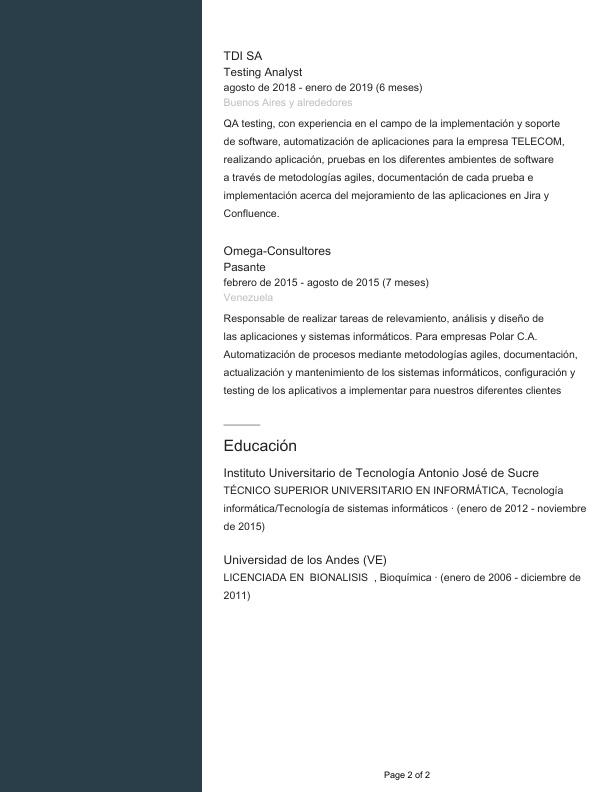 TDI SA
Testing Analyst
agosto de 2018 - enero de 2019 (6 meses)
Buenos Aires y alrededores
QA testing, con experiencia en el campo de la implementación y soporte
de software, automatización de aplicaciones para la empresa TELECOM,
realizando aplicación, pruebas en los diferentes ambientes de software
a través de metodologías agiles, documentación de cada prueba e
implementación acerca del mejoramiento de las aplicaciones en Jira y
Confluence.
Omega-Consultores
Pasante
febrero de 2015 - agosto de 2015 (7 meses)
Venezuela
Responsable de realizar tareas de relevamiento, análisis y diseño de
las aplicaciones y sistemas informáticos. Para empresas Polar C.A.
Automatización de procesos mediante metodologías agiles, documentación,
actualización y mantenimiento de los sistemas informáticos, configuración y
testing de los aplicativos a implementar para nuestros diferentes clientes
Educación
Instituto Universitario de Tecnología Antonio José de Sucre
TÉCNICO SUPERIOR UNIVERSITARIO EN INFORMÁTICA, Tecnología
informática/Tecnología de sistemas informáticos · (enero de 2012 - noviembre
de 2015)
Universidad de los Andes (VE)
LICENCIADA EN  BIONALISIS  , Bioquímica · (enero de 2006 - diciembre de
2011)
Page 2 of 2